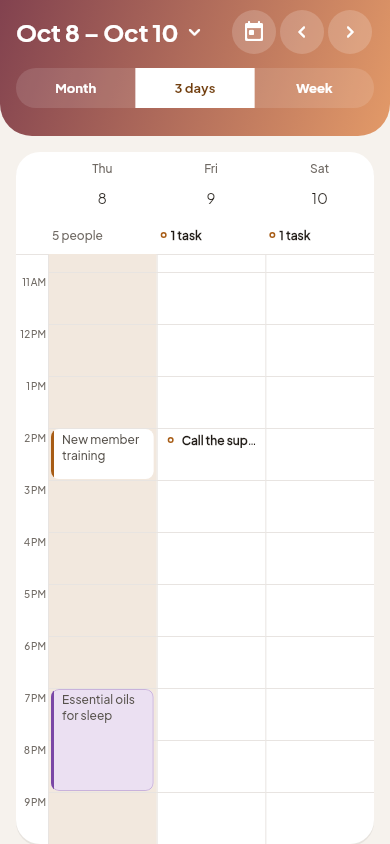 Oct 8 – Oct 10
Month
3 days
Week
Thu
Fri
Sat
8
9
10
5 people
1 task
1 task
11AM
12PM
1PM
2PM
New member
training
Call the sup…
3PM
4PM
5PM
6PM
7PM
Essential oils
for sleep
8PM
9PM